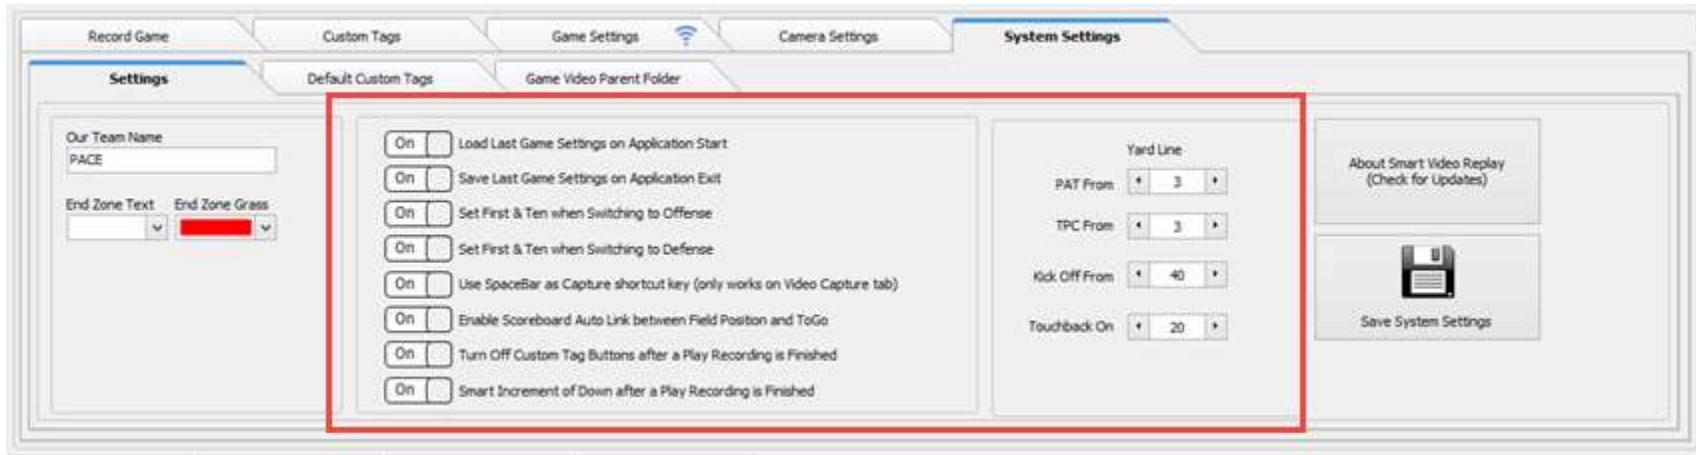 Record Game
Custom Tags
Game Settings
Camera Settings
System Settings
Settings
Default Custom Tags
Game Video Parent Folder
Our Team Name
PACE
End Zone Text End Zone Grass
On Load Last Game Settings on Application Start
On Save Last Game Settings on Application Exit
On Set First & Ten when Switching to Offense
On Set First & Ten when Switching to Defense
On Use SpaceBar as Capture shortcut key (only works on Video Capture tab)
On Enable Scoreboard Auto Link between Field Position and ToGo
On Turn Off Custom Tag Buttons after a Play Recording is Finished
On Smart Increment of Down after a Play Recording is Finished
Yard Line
PAT From 3
TPC From 3
Kick Off From 40
Touchback On 20
About Smart Video Replay
(Check for Updates)
Save System Settings